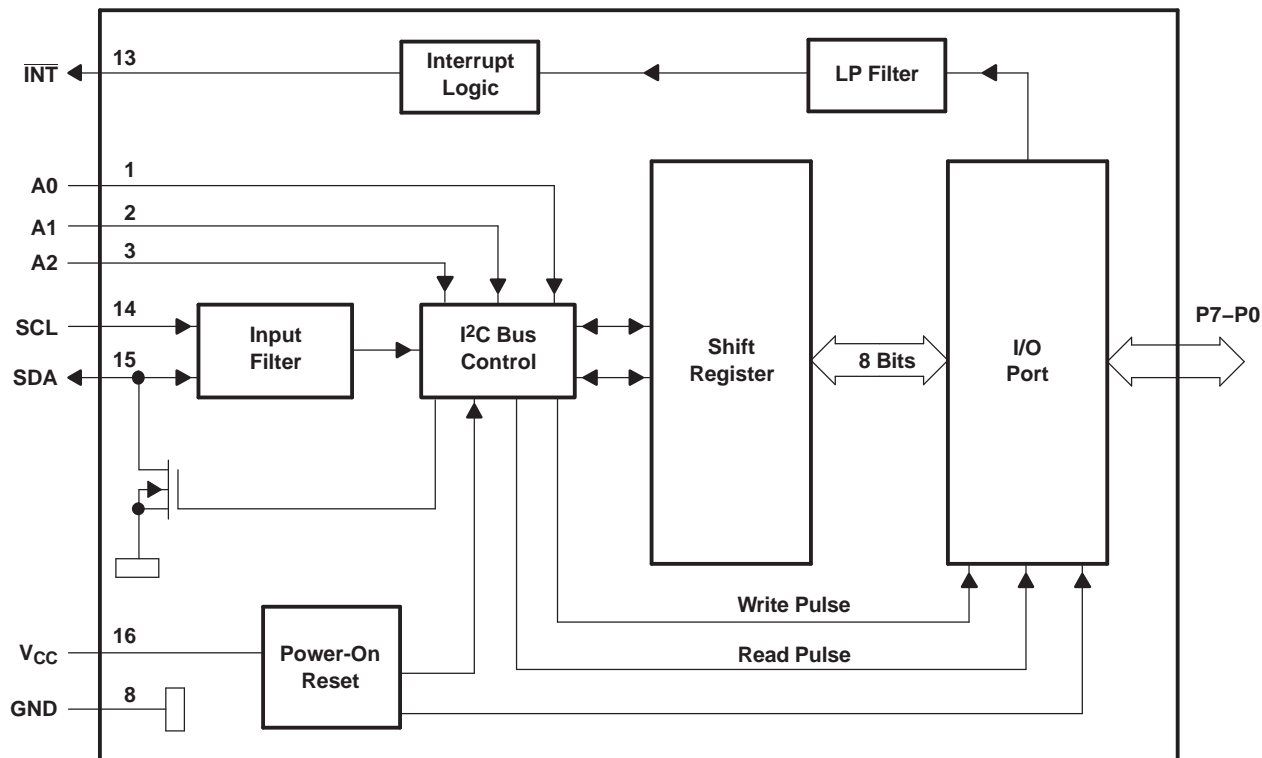 INT
13
Interrupt
Logic
LP Filter
A0
1
A1
2
A2
3
SCL
14
SDA
15
Input
Filter
I²C Bus
Control
Shift
Register
8 Bits
I/O
Port
P7–P0
Write Pulse
Read Pulse
VCC
16
Power-On
Reset
GND
8